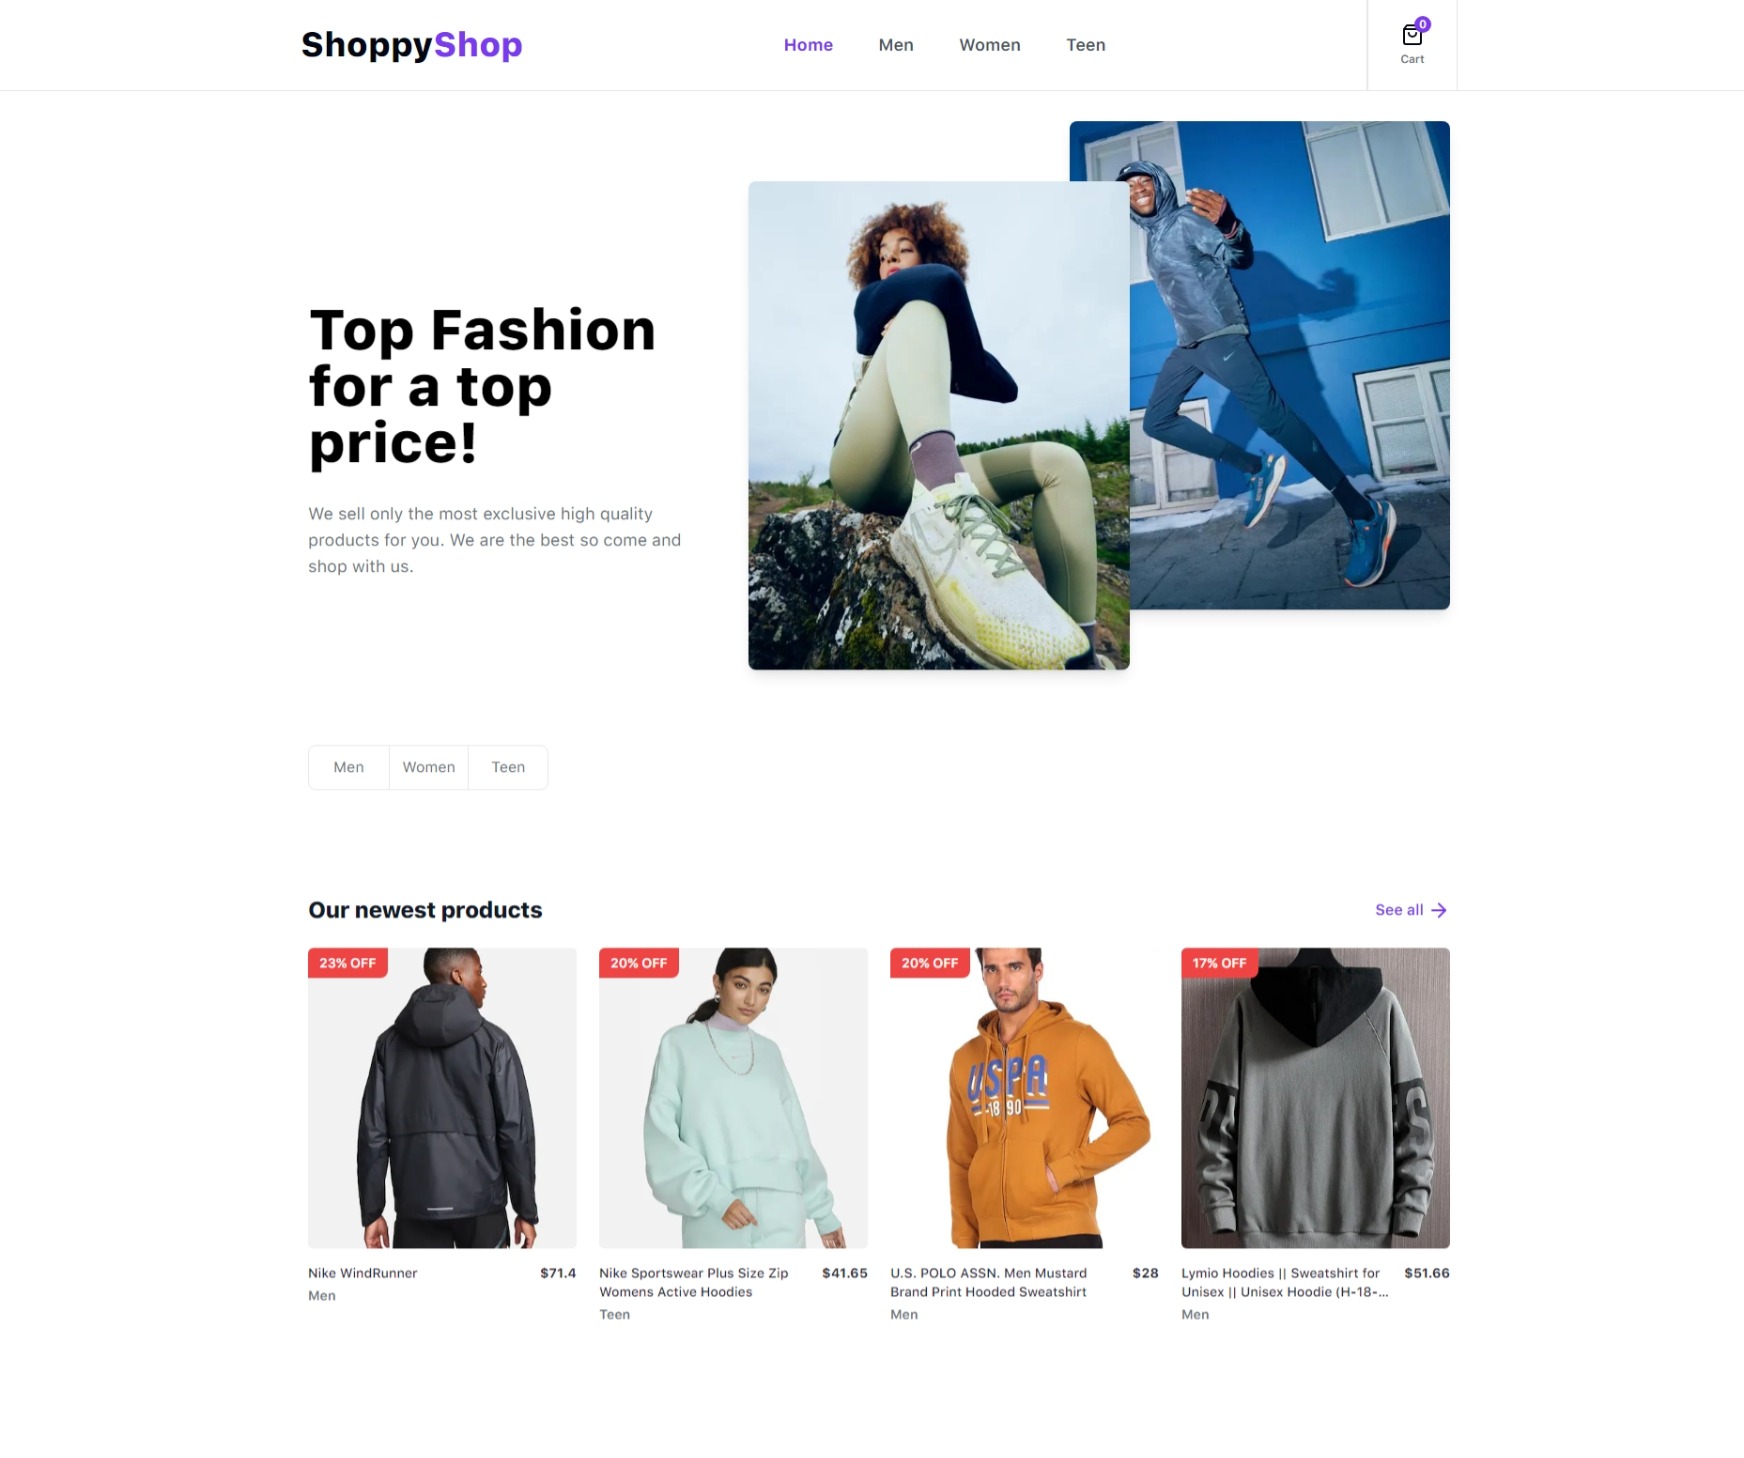 ShoppyShop
Home
Men
Women
Teen
0
Cart
Top Fashion
for a top
price!
We sell only the most exclusive high quality
products for you. We are the best so come and
shop with us.
Men
Women
Teen
Our newest products
See all
23% OFF
20% OFF
20% OFF
17% OFF
USPA
-1890
Nike WindRunner
$71.4
Men
Nike Sportswear Plus Size Zip
Womens Active Hoodies
$41.65
Teen
U.S. POLO ASSN. Men Mustard
Brand Print Hooded Sweatshirt
$28
Men
Lymio Hoodies || Sweatshirt for
Unisex || Unisex Hoodie (H-18-...
$51.66
Men